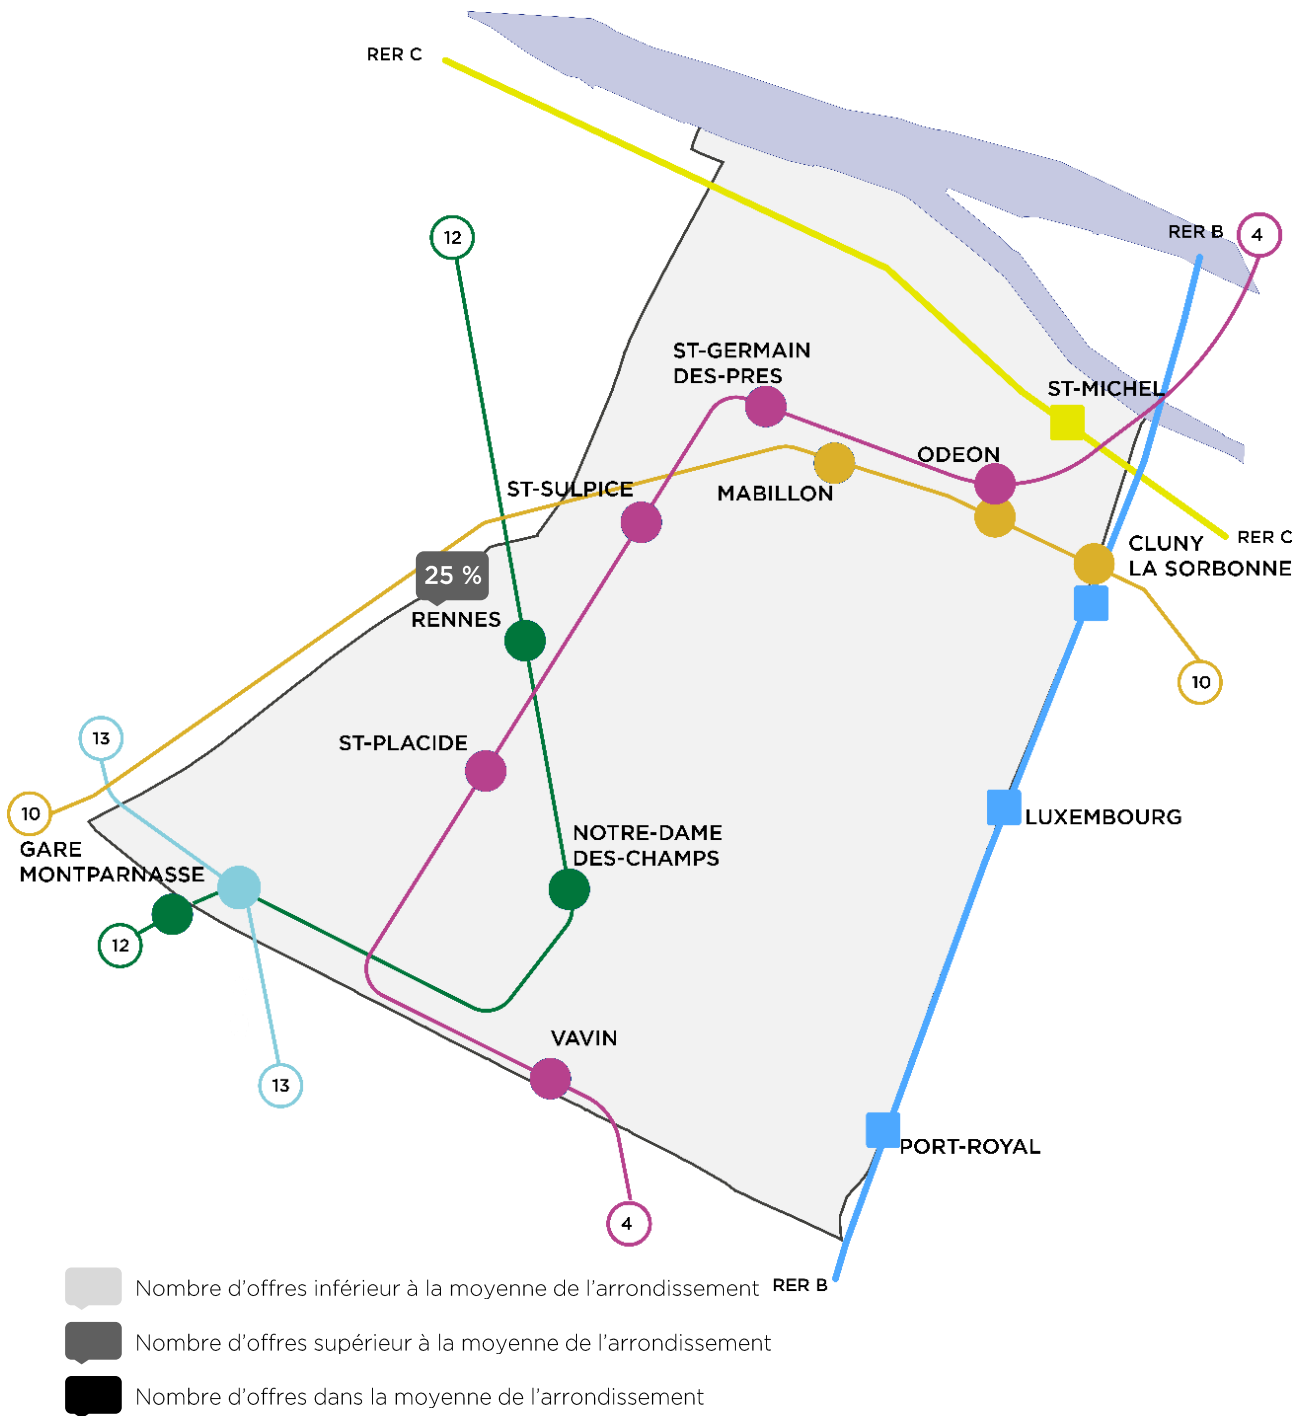 RER C
12
RER B
4
ST-GERMAIN
DES-PRES
ST-MICHEL
ODEON
ST-SULPICE
MABILLON
RER C
CLUNY
LA SORBONNE
25 %
RENNES
10
13
ST-PLACIDE
10
LUXEMBOURG
NOTRE-DAME
DES-CHAMPS
GARE
MONTPARNASSE
12
VAVIN
13
PORT-ROYAL
4
RER B
Nombre d'offres inférieur à la moyenne de l'arrondissement
Nombre d'offres supérieur à la moyenne de l'arrondissement
Nombre d'offres dans la moyenne de l'arrondissement